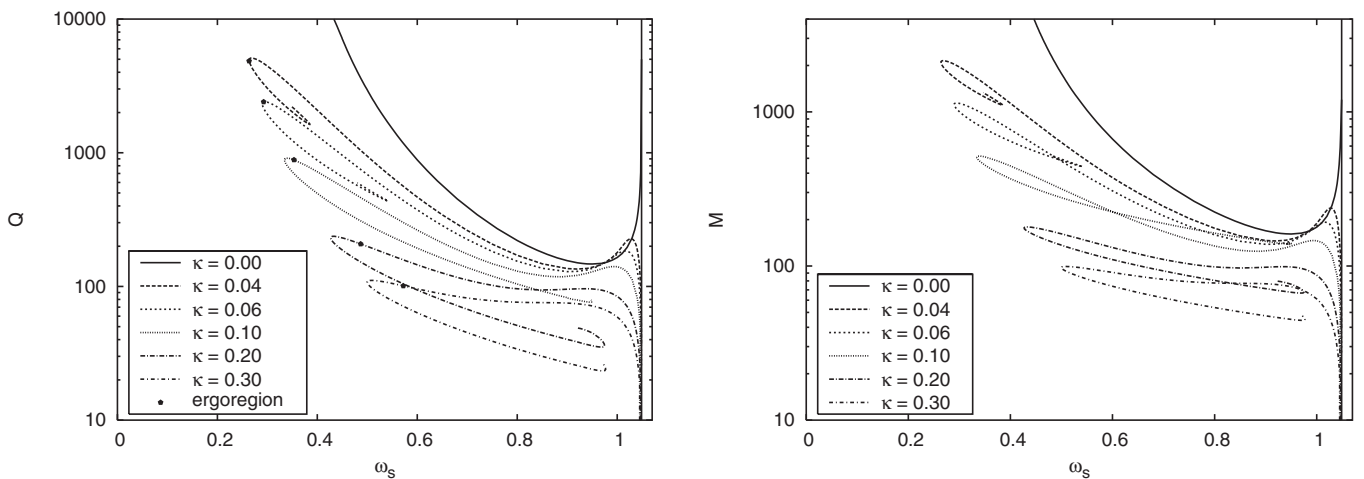 10000
1000
100
10
Q
κ = 0.00
κ = 0.04
κ = 0.06
κ = 0.10
κ = 0.20
κ = 0.30
ergoregion
0 0.2 0.4 0.6 0.8 1
ωs
1000
100
10
M
κ = 0.00
κ = 0.04
κ = 0.06
κ = 0.10
κ = 0.20
κ = 0.30
0 0.2 0.4 0.6 0.8 1
ωs